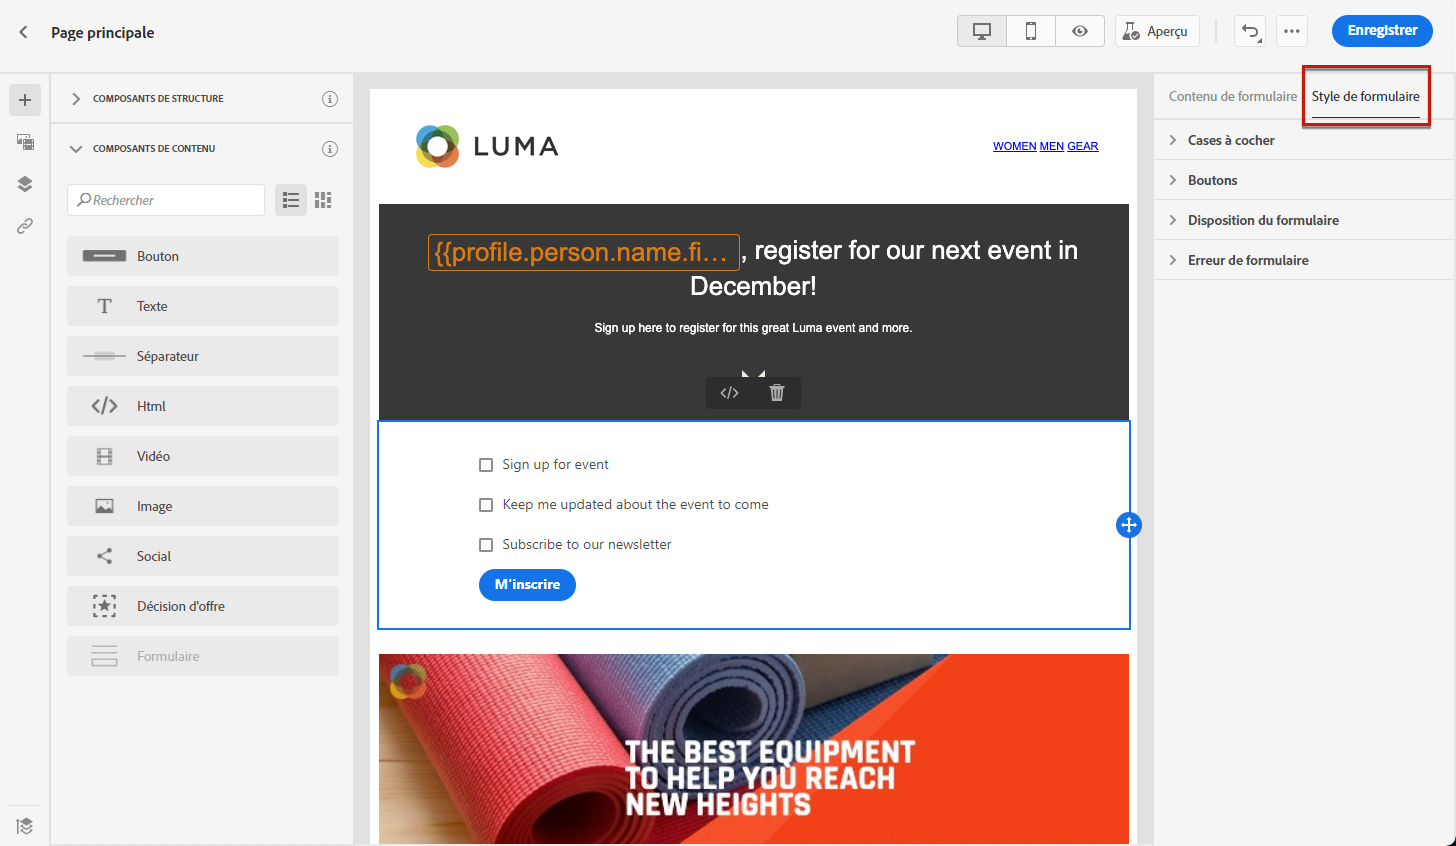 Page principale
Aperçu
Enregistrer
COMPOSANTS DE STRUCTURE
COMPOSANTS DE CONTENU
Rechercher
Bouton
Texte
Séparateur
Html
Vidéo
Image
Social
Décision d'offre
Formulaire
LUMA
WOMEN MEN GEAR
{{profile.person.name.fi... , register for our next event in
December!
Sign up here to register for this great Luma event and more.
Sign up for event
Keep me updated about the event to come
Subscribe to our newsletter
M'inscrire
THE BEST EQUIPMENT
TO HELP YOU REACH
NEW HEIGHTS
Contenu de formulaire
Style de formulaire
Cases à cocher
Boutons
Disposition du formulaire
Erreur de formulaire